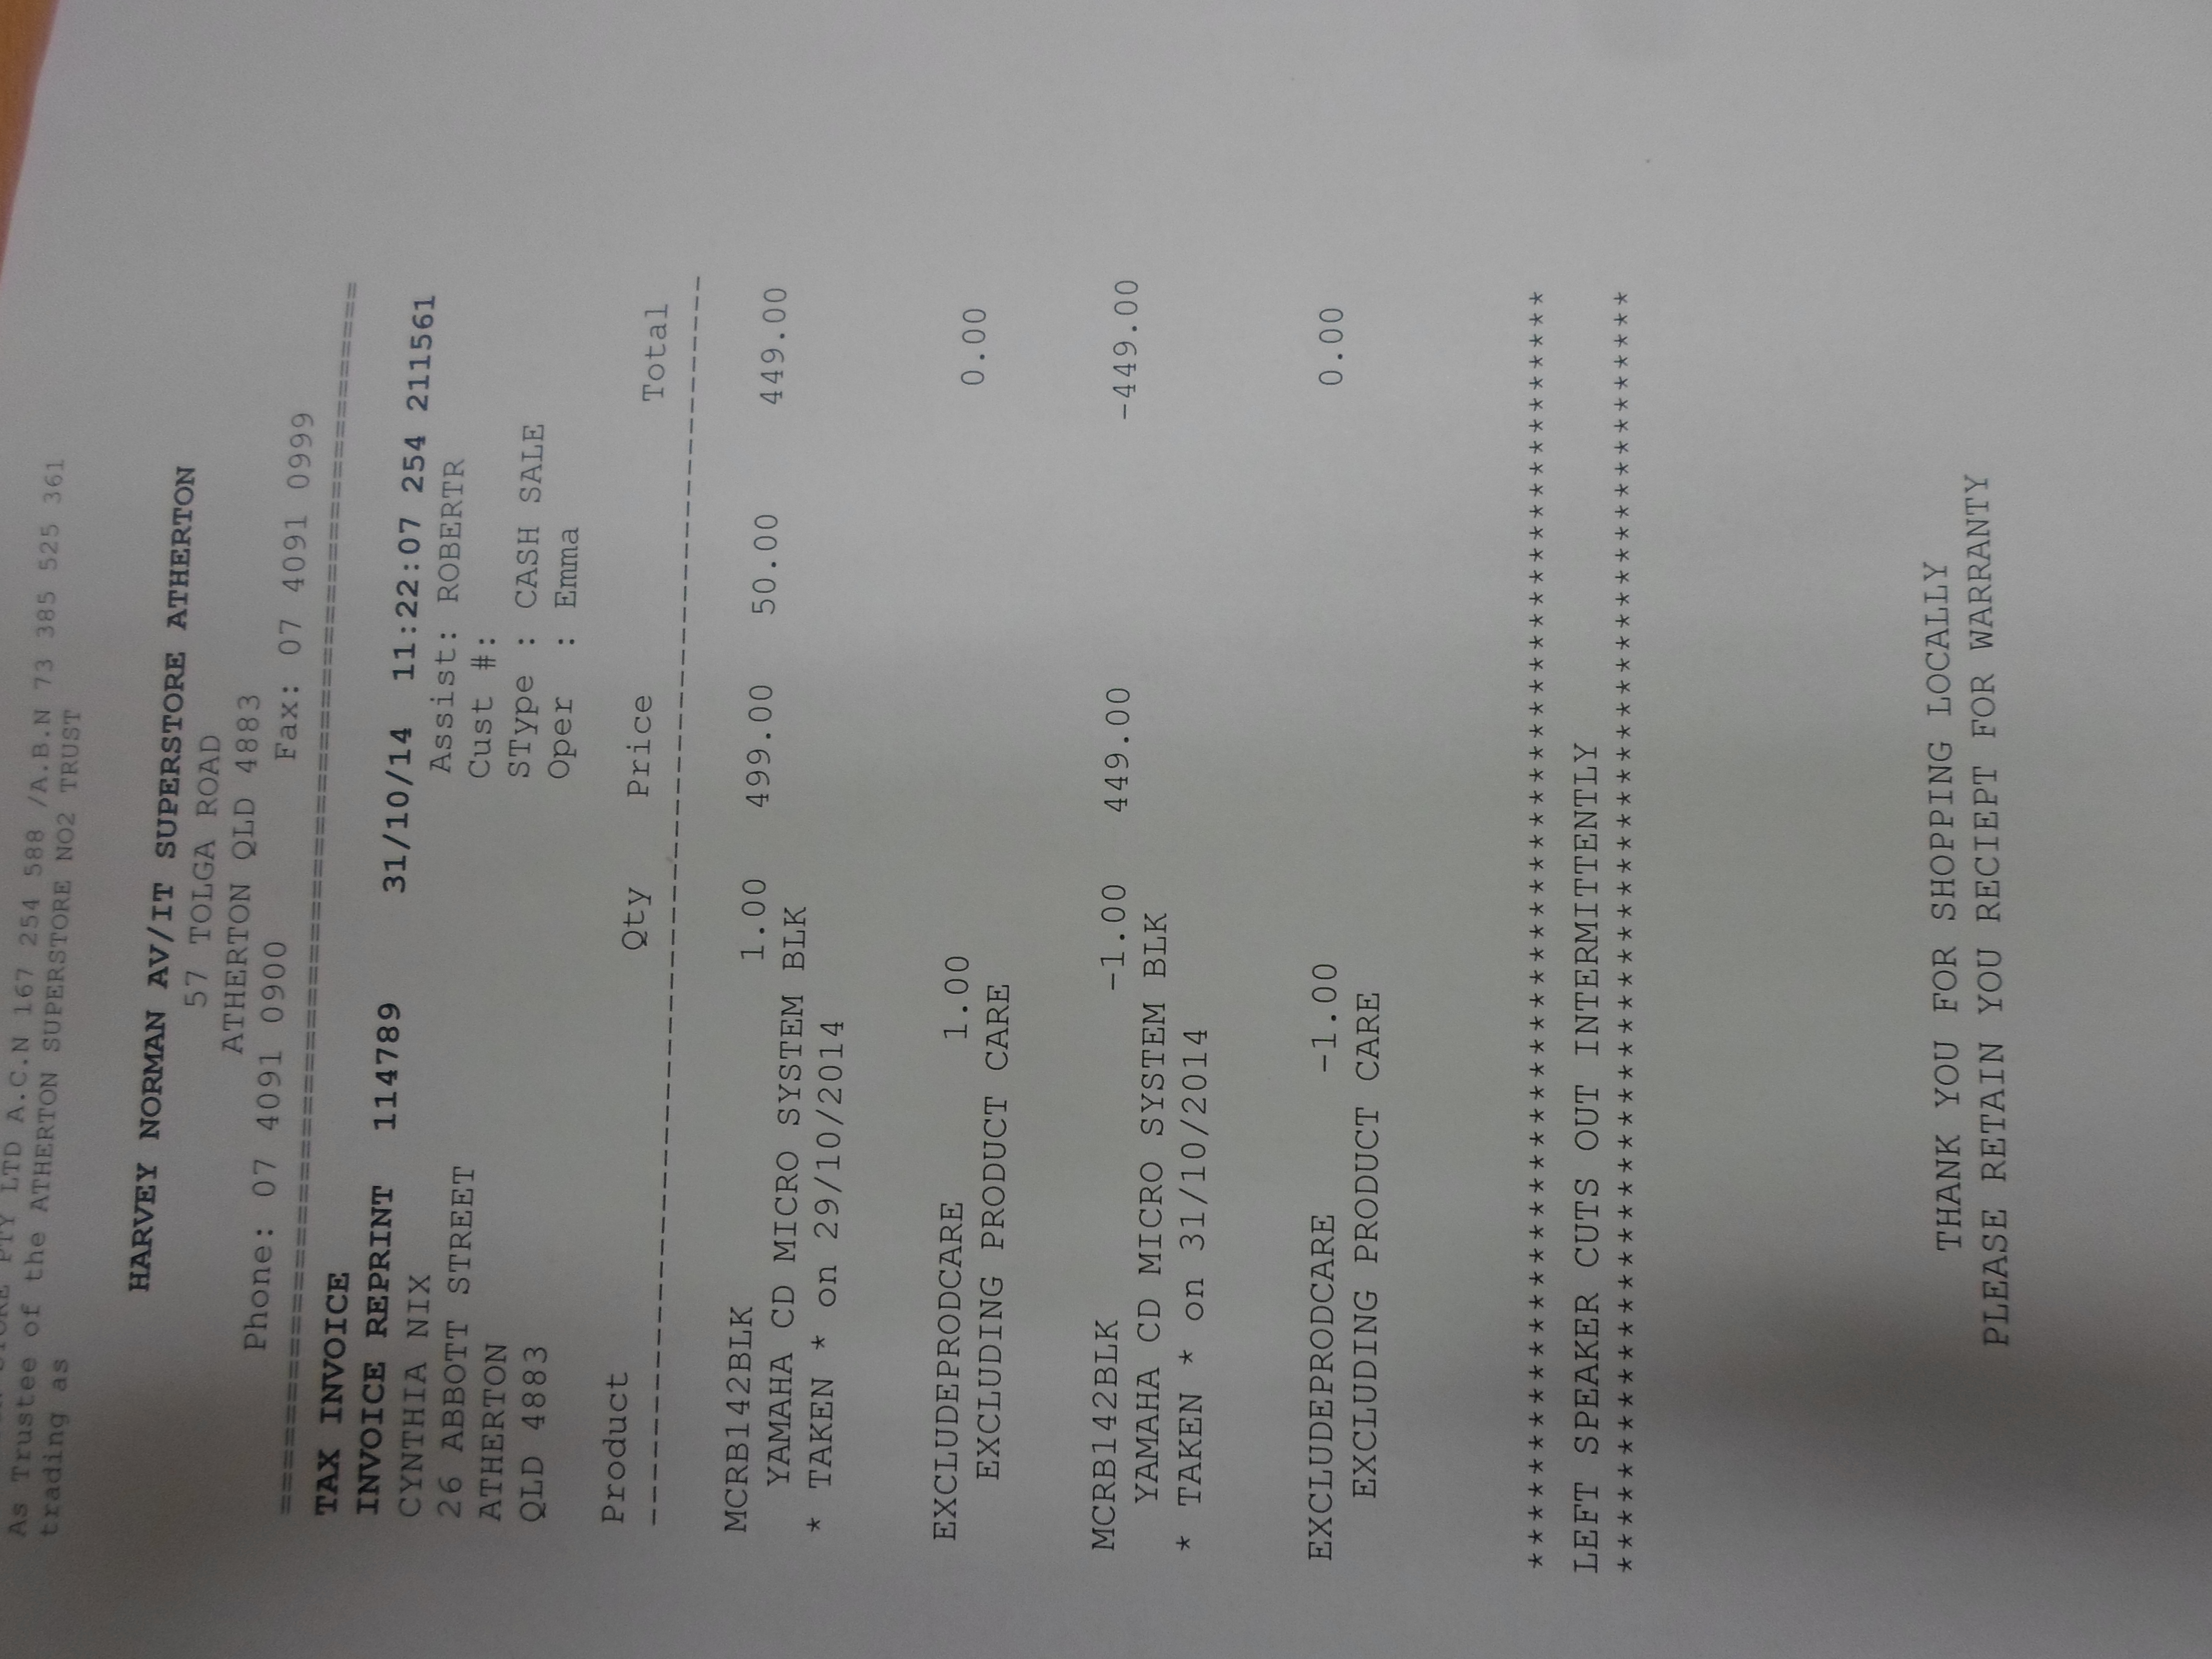 PTY LTD A.C.N 167 254 588 /A.B.N 73 385 525 361
As Trustee of the ATHERTON SUPERSTORE NO2 TRUST
trading as
HARVEY NORMAN AV/IT SUPERSTORE ATHERTON
57 TOLGA ROAD
ATHERTON QLD 4883
Phone: 07 4091 0900 Fax: 07 4091 0999
================================================================
TAX INVOICE
INVOICE REPRINT 114789 31/10/14 11:22:07 254 211561
CYNTHIA NIX Assist: ROBERTR
26 ABBOTT STREET Cust #:
ATHERTON SType : CASH SALE
QLD 4883 Oper : Emma
Product Qty Price Total
----------------------------------------------------------------
MCRB142BLK 1.00 499.00 50.00 449.00
YAMAHA CD MICRO SYSTEM BLK
* TAKEN * on 29/10/2014
EXCLUDEPRODCARE 1.00 0.00
EXCLUDING PRODUCT CARE
MCRB142BLK -1.00 449.00 -449.00
YAMAHA CD MICRO SYSTEM BLK
* TAKEN * on 31/10/2014
EXCLUDEPRODCARE -1.00 0.00
EXCLUDING PRODUCT CARE
****************************************************************
LEFT SPEAKER CUTS OUT INTERMITTENTLY
****************************************************************
THANK YOU FOR SHOPPING LOCALLY
PLEASE RETAIN YOU RECIEPT FOR WARRANTY